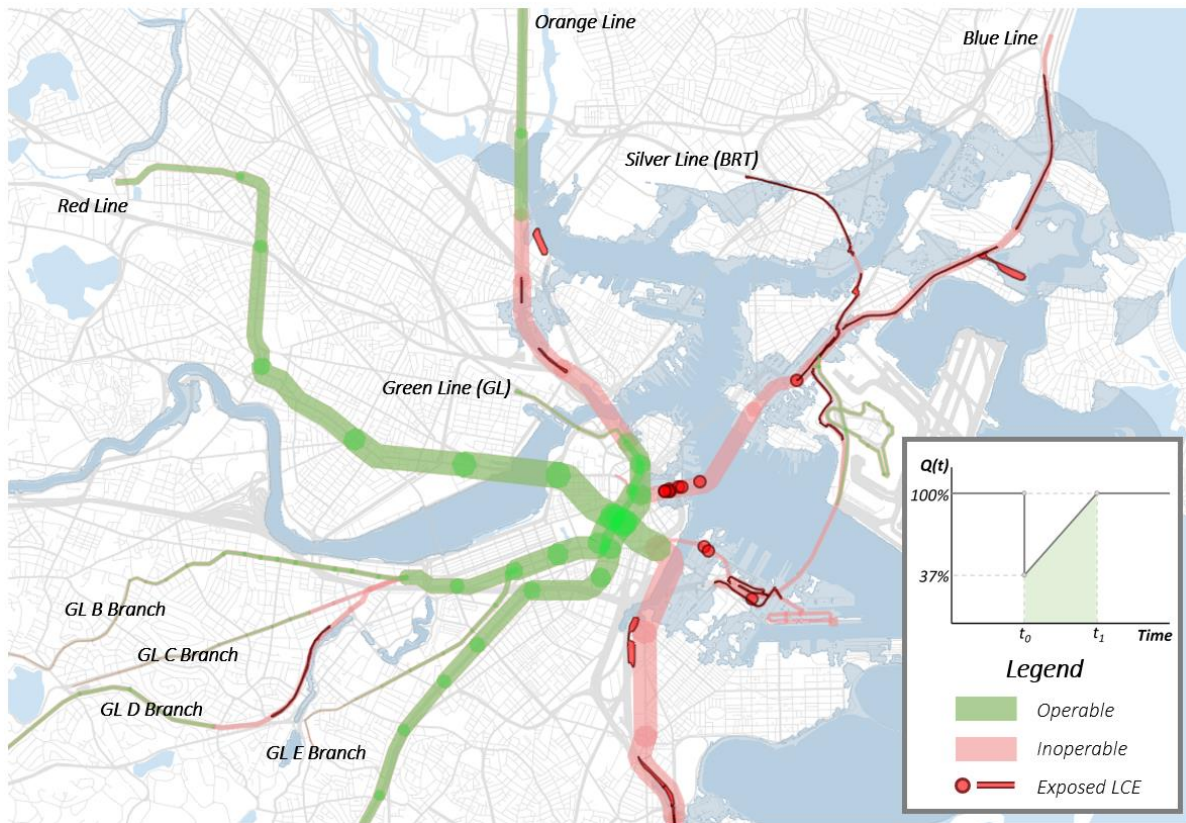 Orange Line
Blue Line
Silver Line (BRT)
Red Line
Green Line (GL)
GL B Branch
GL C Branch
GL D Branch
GL E Branch
Q(t)
100%
37%
t₀
t₁
Time
Legend
Operable
Inoperable
Exposed LCE